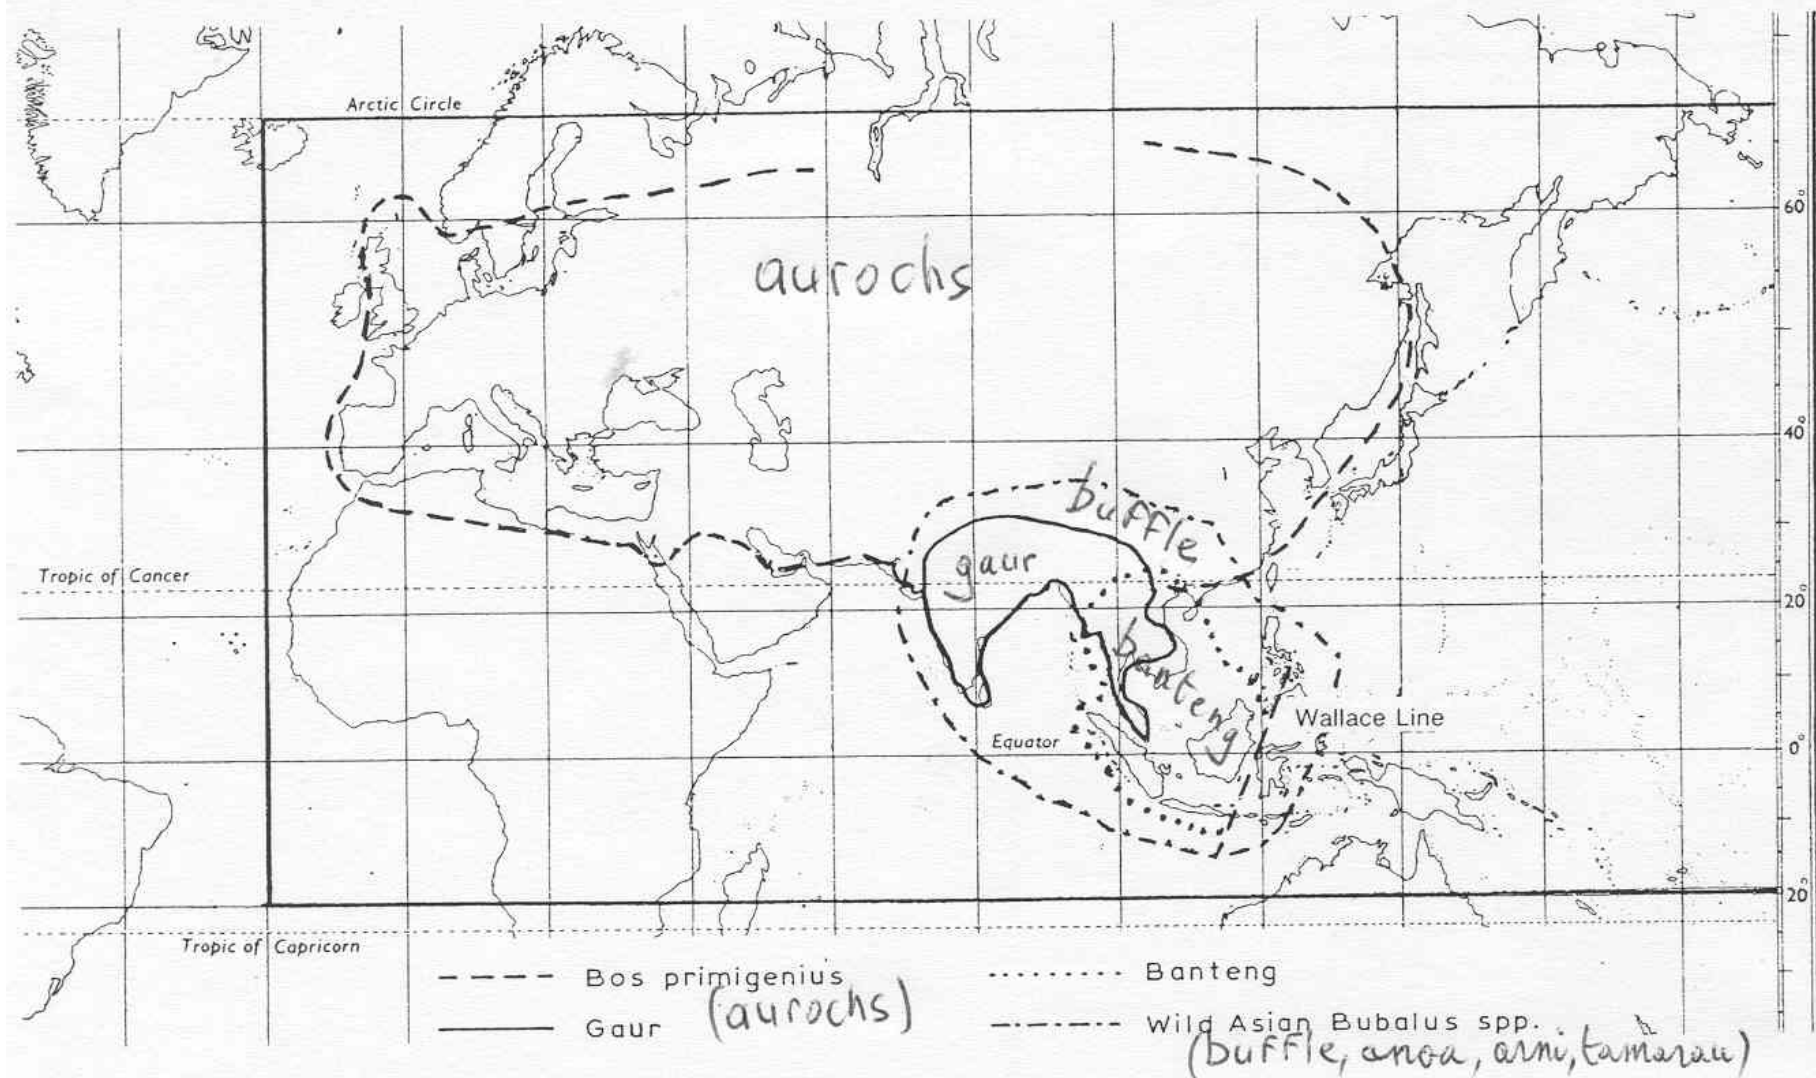 Arctic Circle
60°
aurochs
40°
buffle
gaur
Tropic of Cancer
20°
banteng
Wallace Line
Equator
0°
20°
Tropic of Capricorn
Bos primigenius
(aurochs)
Gaur
Banteng
Wild Asian Bubalus spp.
(buffle, anoa, arni, tamarau)